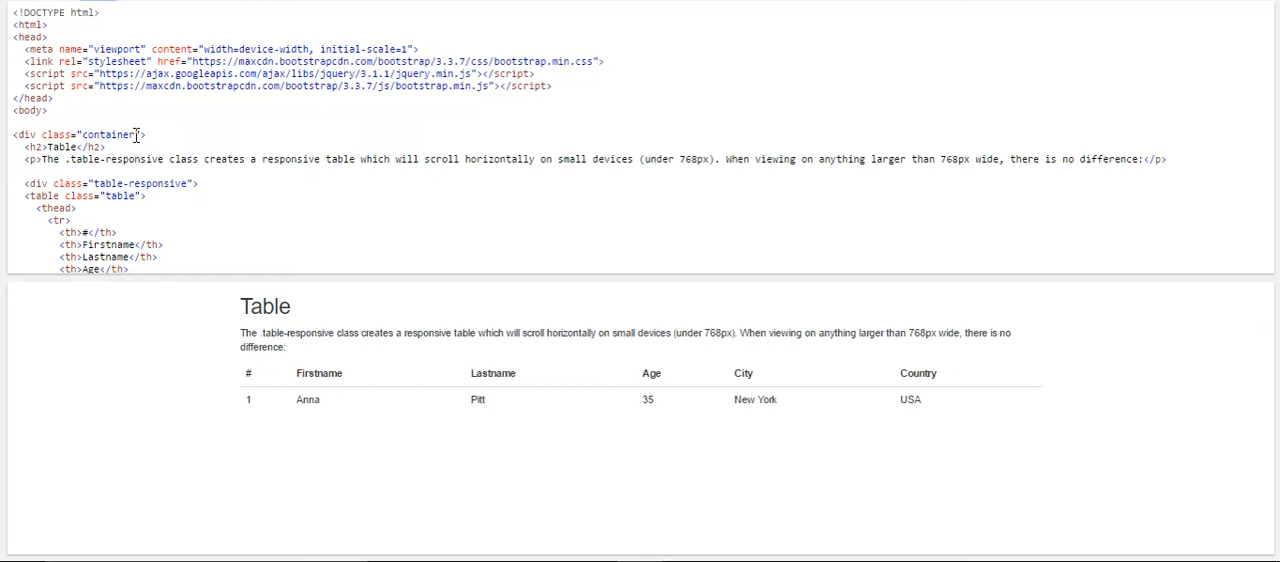 <!DOCTYPE html>
<html>
<head>
  <meta name="viewport" content="width=device-width, initial-scale=1">
  <link rel="stylesheet" href="https://maxcdn.bootstrapcdn.com/bootstrap/3.3.7/css/bootstrap.min.css">
  <script src="https://ajax.googleapis.com/ajax/libs/jquery/3.1.1/jquery.min.js"></script>
  <script src="https://maxcdn.bootstrapcdn.com/bootstrap/3.3.7/js/bootstrap.min.js"></script>
</head>
<body>
<div class="container">
  <h2>Table</h2>
  <p>The .table-responsive class creates a responsive table which will scroll horizontally on small devices (under 768px). When viewing on anything larger than 768px wide, there is no difference:</p>
  <div class="table-responsive">
  <table class="table">
    <thead>
      <tr>
        <th>#</th>
        <th>Firstname</th>
        <th>Lastname</th>
        <th>Age</th>
Table
The .table-responsive class creates a responsive table which will scroll horizontally on small devices (under 768px). When viewing on anything larger than 768px wide, there is no
difference:
# Firstname Lastname Age City Country
1 Anna Pitt 35 New York USA